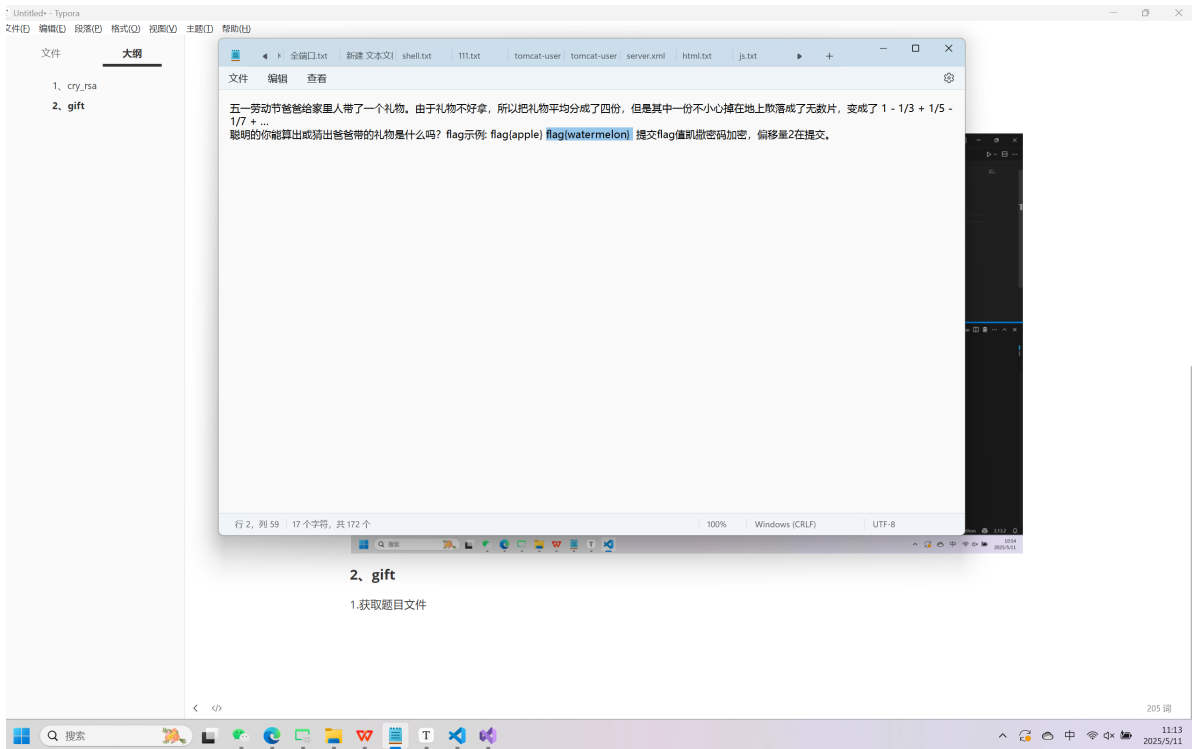 Untitled• - Typora
文件(F) 编辑(E) 段落(P) 格式(O) 视图(V) 主题(T) 帮助(H)
文件 大纲
1、cry_rsa
2、gift
全端口.txt 新建 文本文 shell.txt 111.txt tomcat-user tomcat-user server.xml html.txt js.txt
文件 编辑 查看
五一劳动节爸爸给家里人带了一个礼物。由于礼物不好拿，所以把礼物平均分成了四份，但是其中一份不小心掉在地上散落成了无数片，变成了 1 - 1/3 + 1/5 -
1/7 + ...
聪明的你能算出或猜出爸爸带的礼物是什么吗？flag示例: flag{apple} flag{watermelon} 提交flag值凯撒密码加密，偏移量2在提交。
行 2，列 59 17 个字符，共 172 个 100% Windows (CRLF) UTF-8
搜索 中 10:54
2025/5/11
2、gift
1.获取题目文件
</> 205 词
搜索 中 11:13
2025/5/11